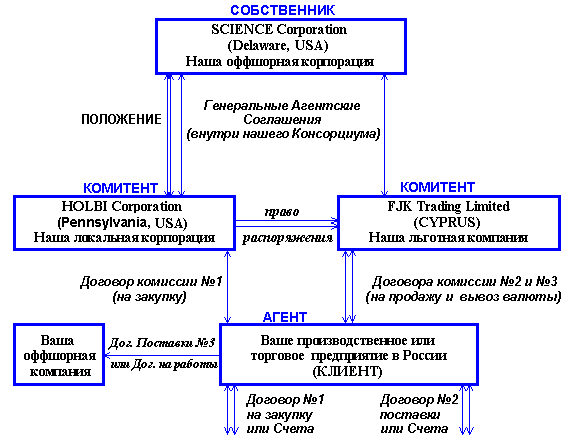 СОБСТВЕННИК
SCIENCE Corporation
(Delaware, USA)
Наша оффшорная корпорация
ПОЛОЖЕНИЕ
Генеральные Агентские
Соглашения
(внутри нашего Консорциума)
КОМИТЕНТ
HOLBI Corporation
(Pennsylvania, USA)
Наша локальная корпорация
право
распоряжения
КОМИТЕНТ
FJK Trading Limited
(CYPRUS)
Наша льготная компания
Договор комиссии №1
(на закупку)
Договора комиссии №2 и №3
(на продажу и вывоз валюты)
АГЕНТ
Ваша
оффшорная
компания
Дог. Поставки №3
или Дог. на работы
Ваше производственное или
торговое предприятие в России
(КЛИЕНТ)
Договор №1
на закупку
или Счета
Договор №2
поставки
или Счета